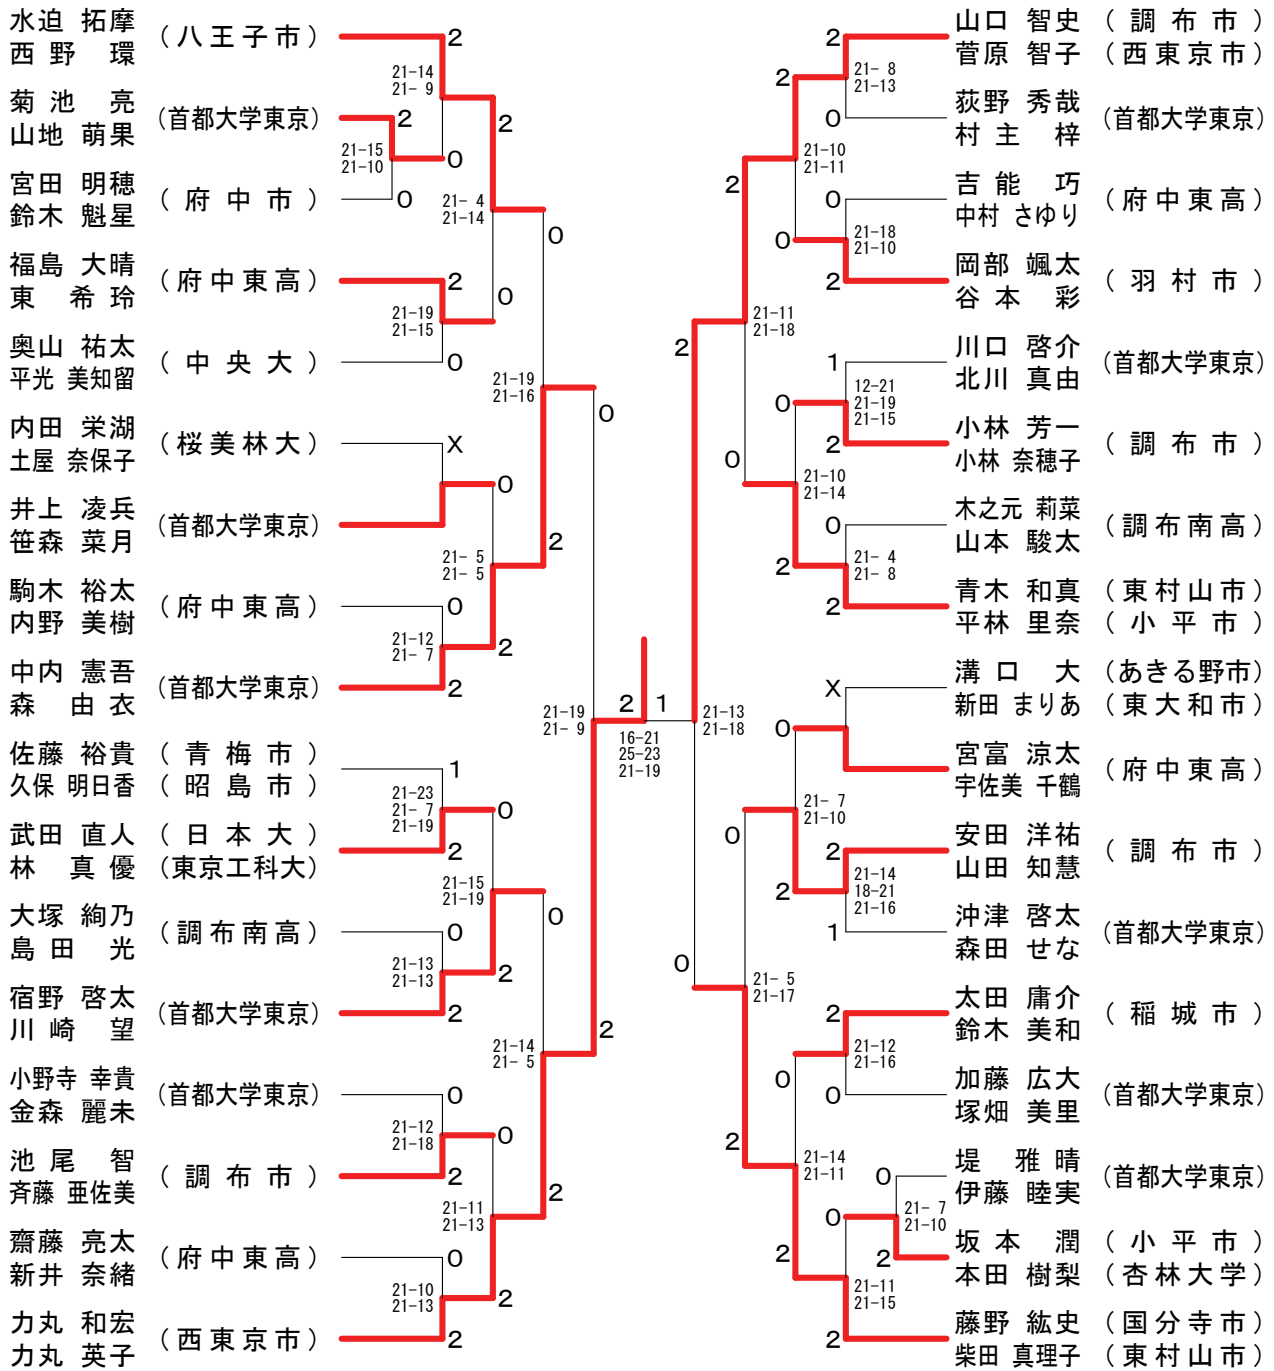 水迫 拓摩
西野 環
(八王子市)
2
21-14
21- 9
菊池 亮
山地 萌果
(首都大学東京)
2
2
21-15
21-10
0
宮田 明穂
鈴木 魁星
(府中市)
0
21- 4
21-14
0
福島 大晴
東 希玲
(府中東高)
2
0
21-19
21-15
奥山 祐太
平光 美知留
(中央大)
0
21-19
21-16
0
内田 栄湖
土屋 奈保子
(桜美林大)
X
0
井上 凌兵
笹森 菜月
(首都大学東京)
2
21- 5
21- 5
駒木 裕太
内野 美樹
(府中東高)
0
21-12
21- 7
2
中内 憲吾
森 由衣
(首都大学東京)
2
21-19
21- 9
2
1
16-21
25-23
21-19
佐藤 裕貴 (青梅市)
久保 明日香 (昭島市)
1
21-23
21- 7
21-19
0
武田 直人 (日本大)
林 真優 (東京工科大)
2
21-15
21-19
0
大塚 絢乃
島田 光
(調布南高)
0
21-13
21-13
2
宿野 啓太
川崎 望
(首都大学東京)
2
2
21-14
21- 5
小野寺 幸貴
金森 麗未
(首都大学東京)
0
21-12
21-18
0
池尾 智
斉藤 亜佐美
(調布市)
2
2
21-11
21-13
齋藤 亮太
新井 奈緒
(府中東高)
0
21-10
21-13
2
力丸 和宏
力丸 英子
(西東京市)
2
2
山口 智史 (調布市)
菅原 智子 (西東京市)
2
21- 8
21-13
0
荻野 秀哉
村主 梓
(首都大学東京)
21-10
21-11
2
0
吉能 巧
中村 さゆり
(府中東高)
0
21-18
21-10
2
岡部 颯太
谷本 彩
(羽村市)
21-11
21-18
2
1
川口 啓介
北川 真由
(首都大学東京)
12-21
21-19
21-15
0
2
小林 芳一
小林 奈穂子
(調布市)
0
21-10
21-14
0
木之元 莉菜
山本 駿太
(調布南高)
21- 4
21- 8
2
2
青木 和真 (東村山市)
平林 里奈 (小平市)
X
溝口 大 (あきる野市)
新田 まりあ (東大和市)
21-13
21-18
0
宮富 涼太
宇佐美 千鶴
(府中東高)
21- 7
21-10
0
2
安田 洋祐
山田 知慧
(調布市)
21-14
18-21
21-16
2
1
沖津 啓太
森田 せな
(首都大学東京)
0
21- 5
21-17
2
太田 庸介
鈴木 美和
(稲城市)
21-12
21-16
0
0
加藤 広大
塚畑 美里
(首都大学東京)
2
21-14
21-11
0
堤 雅晴
伊藤 睦実
(首都大学東京)
21- 7
21-10
0
2
坂本 潤 (小平市)
本田 樹梨 (杏林大学)
2
21-11
21-15
2
藤野 紘史 (国分寺市)
柴田 真理子 (東村山市)